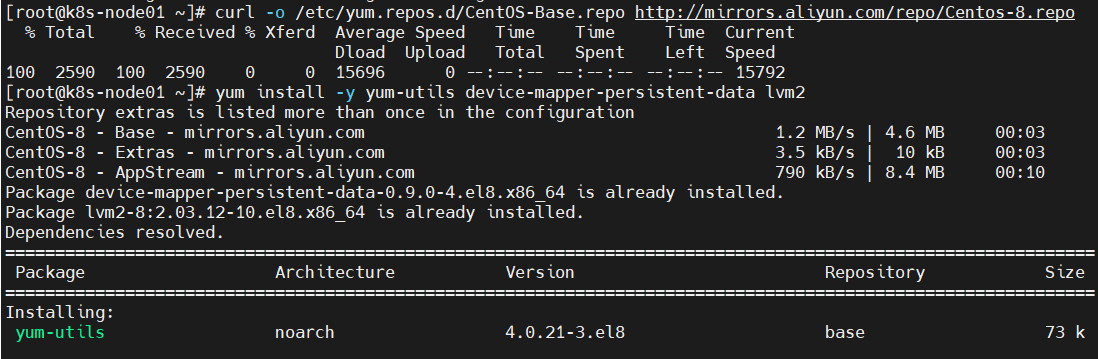 [root@k8s-node01 ~]# curl -o /etc/yum.repos.d/CentOS-Base.repo http://mirrors.aliyun.com/repo/Centos-8.repo
% Total % Received % Xferd Average Speed Time Time Time Current
Dload Upload Total Spent Left Speed
100 2590 100 2590 0 0 15696 0 --:--:-- --:--:-- --:--:-- 15792
[root@k8s-node01 ~]# yum install -y yum-utils device-mapper-persistent-data lvm2
Repository extras is listed more than once in the configuration
CentOS-8 - Base - mirrors.aliyun.com 1.2 MB/s | 4.6 MB 00:03
CentOS-8 - Extras - mirrors.aliyun.com 3.5 kB/s | 10 kB 00:03
CentOS-8 - AppStream - mirrors.aliyun.com 790 kB/s | 8.4 MB 00:10
Package device-mapper-persistent-data-0.9.0-4.el8.x86_64 is already installed.
Package lvm2-8:2.03.12-10.el8.x86_64 is already installed.
Dependencies resolved.
Package Architecture Version Repository Size
Installing:
yum-utils noarch 4.0.21-3.el8 base 73 k